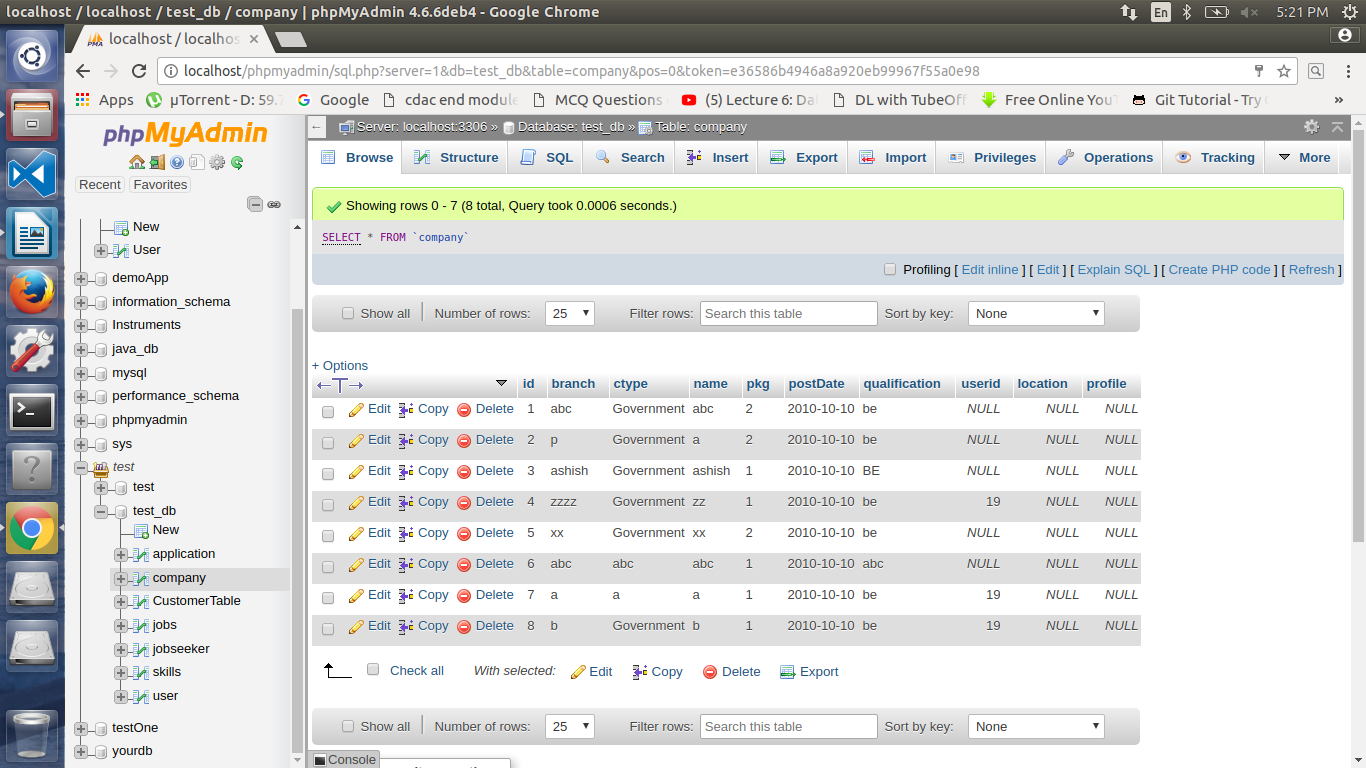 localhost / localhost / test_db / company | phpMyAdmin 4.6.6deb4 - Google Chrome
En
5:21 PM
PMA
localhost / localhos
localhost/phpmyadmin/sql.php?server=1&db=test_db&table=company&pos=0&token=e36586b4946a8a920eb99967f55a0e98
Apps µTorrent - D: 59. Google cdac end module MCQ Questions (5) Lecture 6: Da DL with TubeOff Free Online You Git Tutorial - Try »
phpMyAdmin
Recent Favorites
New
User
demoApp
information_schema
Instruments
java_db
mysql
performance_schema
phpmyadmin
sys
test
test
test_db
New
application
company
CustomerTable
jobs
jobseeker
skills
user
testOne
yourdb
Server: localhost:3306 » Database: test_db » Table: company
Browse Structure SQL Search Insert Export Import Privileges Operations Tracking More
Showing rows 0 - 7 (8 total, Query took 0.0006 seconds.)
SELECT * FROM `company`
Profiling [ Edit inline ] [ Edit ] [ Explain SQL ] [ Create PHP code ] [ Refresh ]
Show all Number of rows: 25 Filter rows: Search this table Sort by key: None
+ Options
id branch ctype name pkg postDate qualification userid location profile
Edit Copy Delete 1 abc Government abc 2 2010-10-10 be NULL NULL NULL
Edit Copy Delete 2 p Government a 2 2010-10-10 be NULL NULL NULL
Edit Copy Delete 3 ashish Government ashish 1 2010-10-10 BE NULL NULL NULL
Edit Copy Delete 4 zzzz Government zz 1 2010-10-10 be 19 NULL NULL
Edit Copy Delete 5 xx Government xx 2 2010-10-10 be NULL NULL NULL
Edit Copy Delete 6 abc abc abc 1 2010-10-10 abc NULL NULL NULL
Edit Copy Delete 7 a a a 1 2010-10-10 be 19 NULL NULL
Edit Copy Delete 8 b Government b 1 2010-10-10 be 19 NULL NULL
Check all With selected: Edit Copy Delete Export
Show all Number of rows: 25 Filter rows: Search this table Sort by key: None
Console